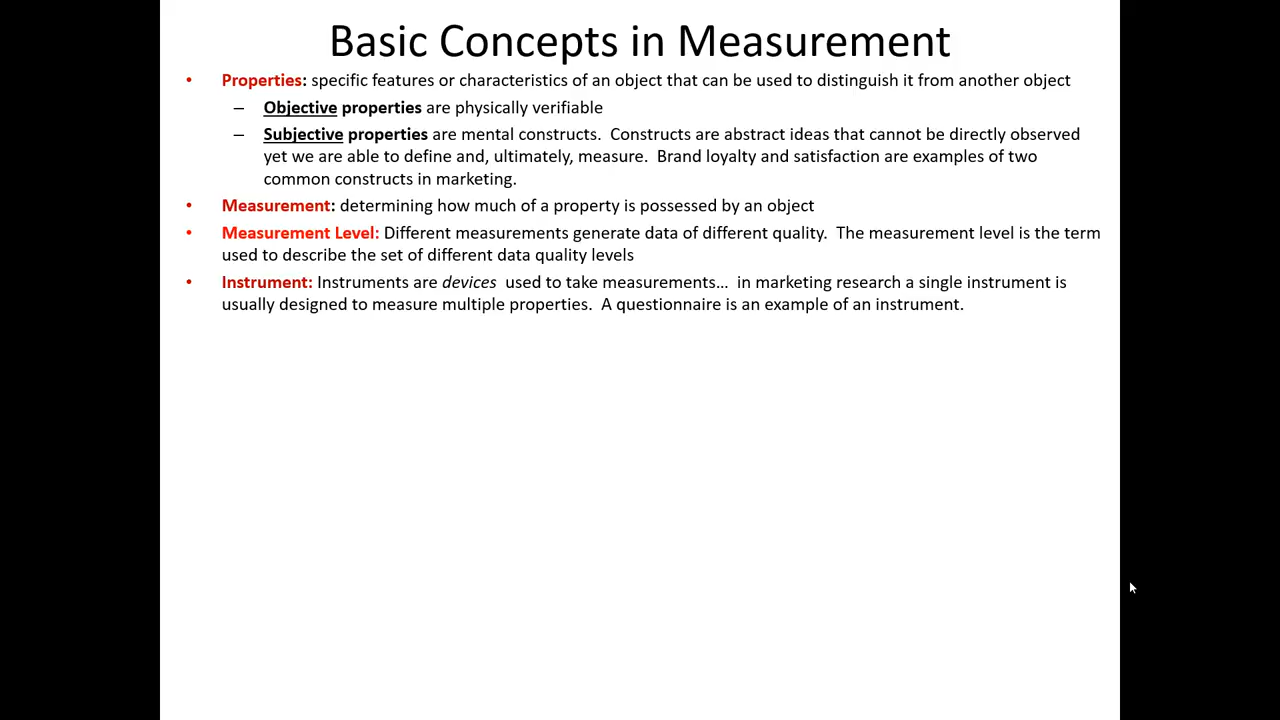 Basic Concepts in Measurement
• Properties: specific features or characteristics of an object that can be used to distinguish it from another object
– Objective properties are physically verifiable
– Subjective properties are mental constructs.  Constructs are abstract ideas that cannot be directly observed
yet we are able to define and, ultimately, measure.  Brand loyalty and satisfaction are examples of two
common constructs in marketing.
• Measurement: determining how much of a property is possessed by an object
• Measurement Level: Different measurements generate data of different quality.  The measurement level is the term
used to describe the set of different data quality levels
• Instrument: Instruments are devices  used to take measurements…  in marketing research a single instrument is
usually designed to measure multiple properties.  A questionnaire is an example of an instrument.